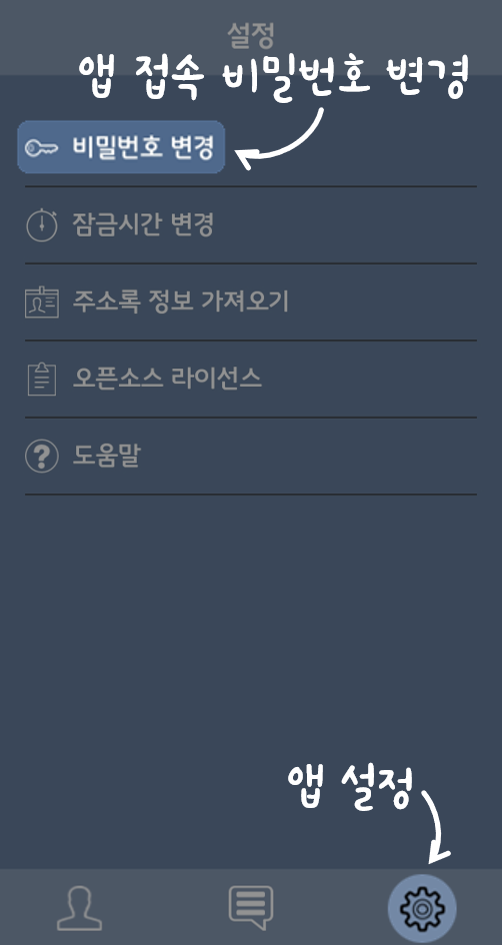 설정
앱 접속 비밀번호 변경
비밀번호 변경
잠금시간 변경
주소록 정보 가져오기
오픈소스 라이선스
도움말
앱 설정